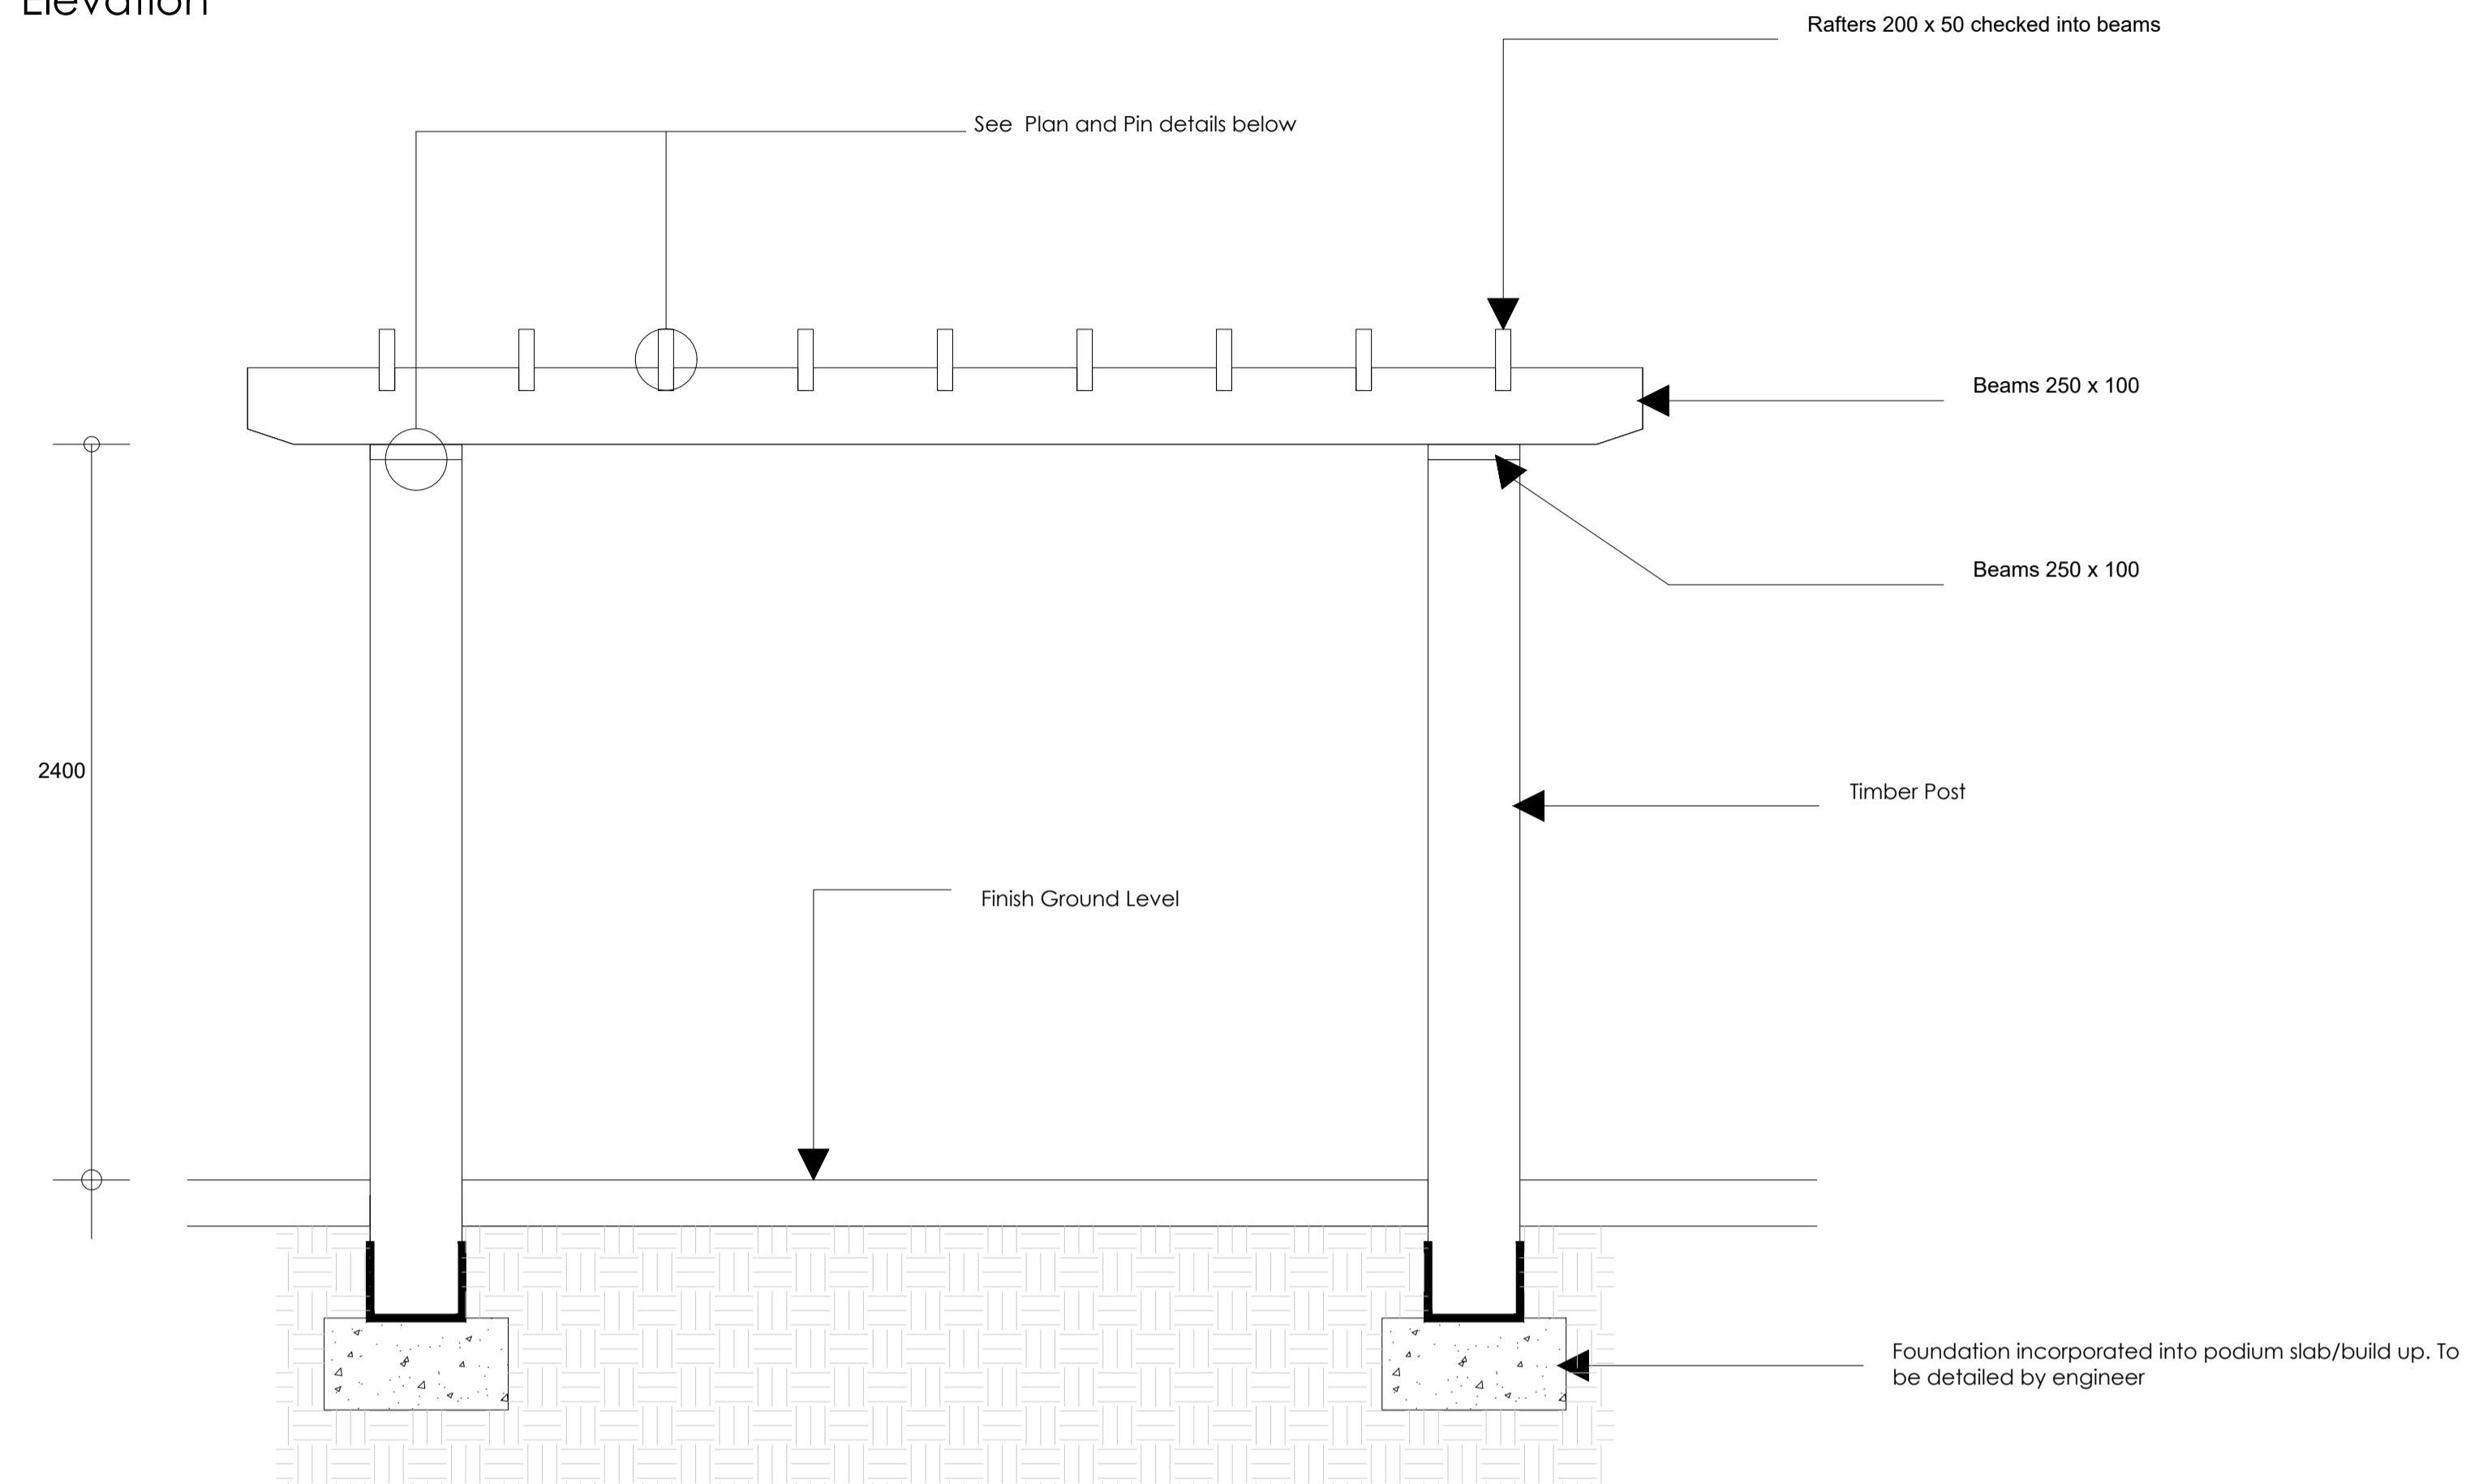 Elevation
Rafters 200 x 50 checked into beams
See Plan and Pin details below
Beams 250 x 100
Beams 250 x 100
2400
Timber Post
Finish Ground Level
Foundation incorporated into podium slab/build up. To
be detailed by engineer